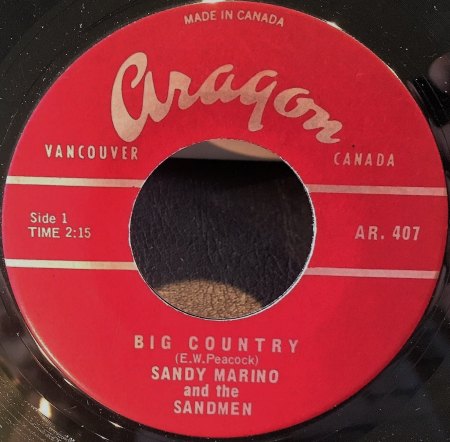 MADE IN CANADA
Aragon
VANCOUVER CANADA
Side 1
TIME 2:15
AR. 407
BIG COUNTRY
(E.W.Peacock)
SANDY MARINO
and the
SANDMEN